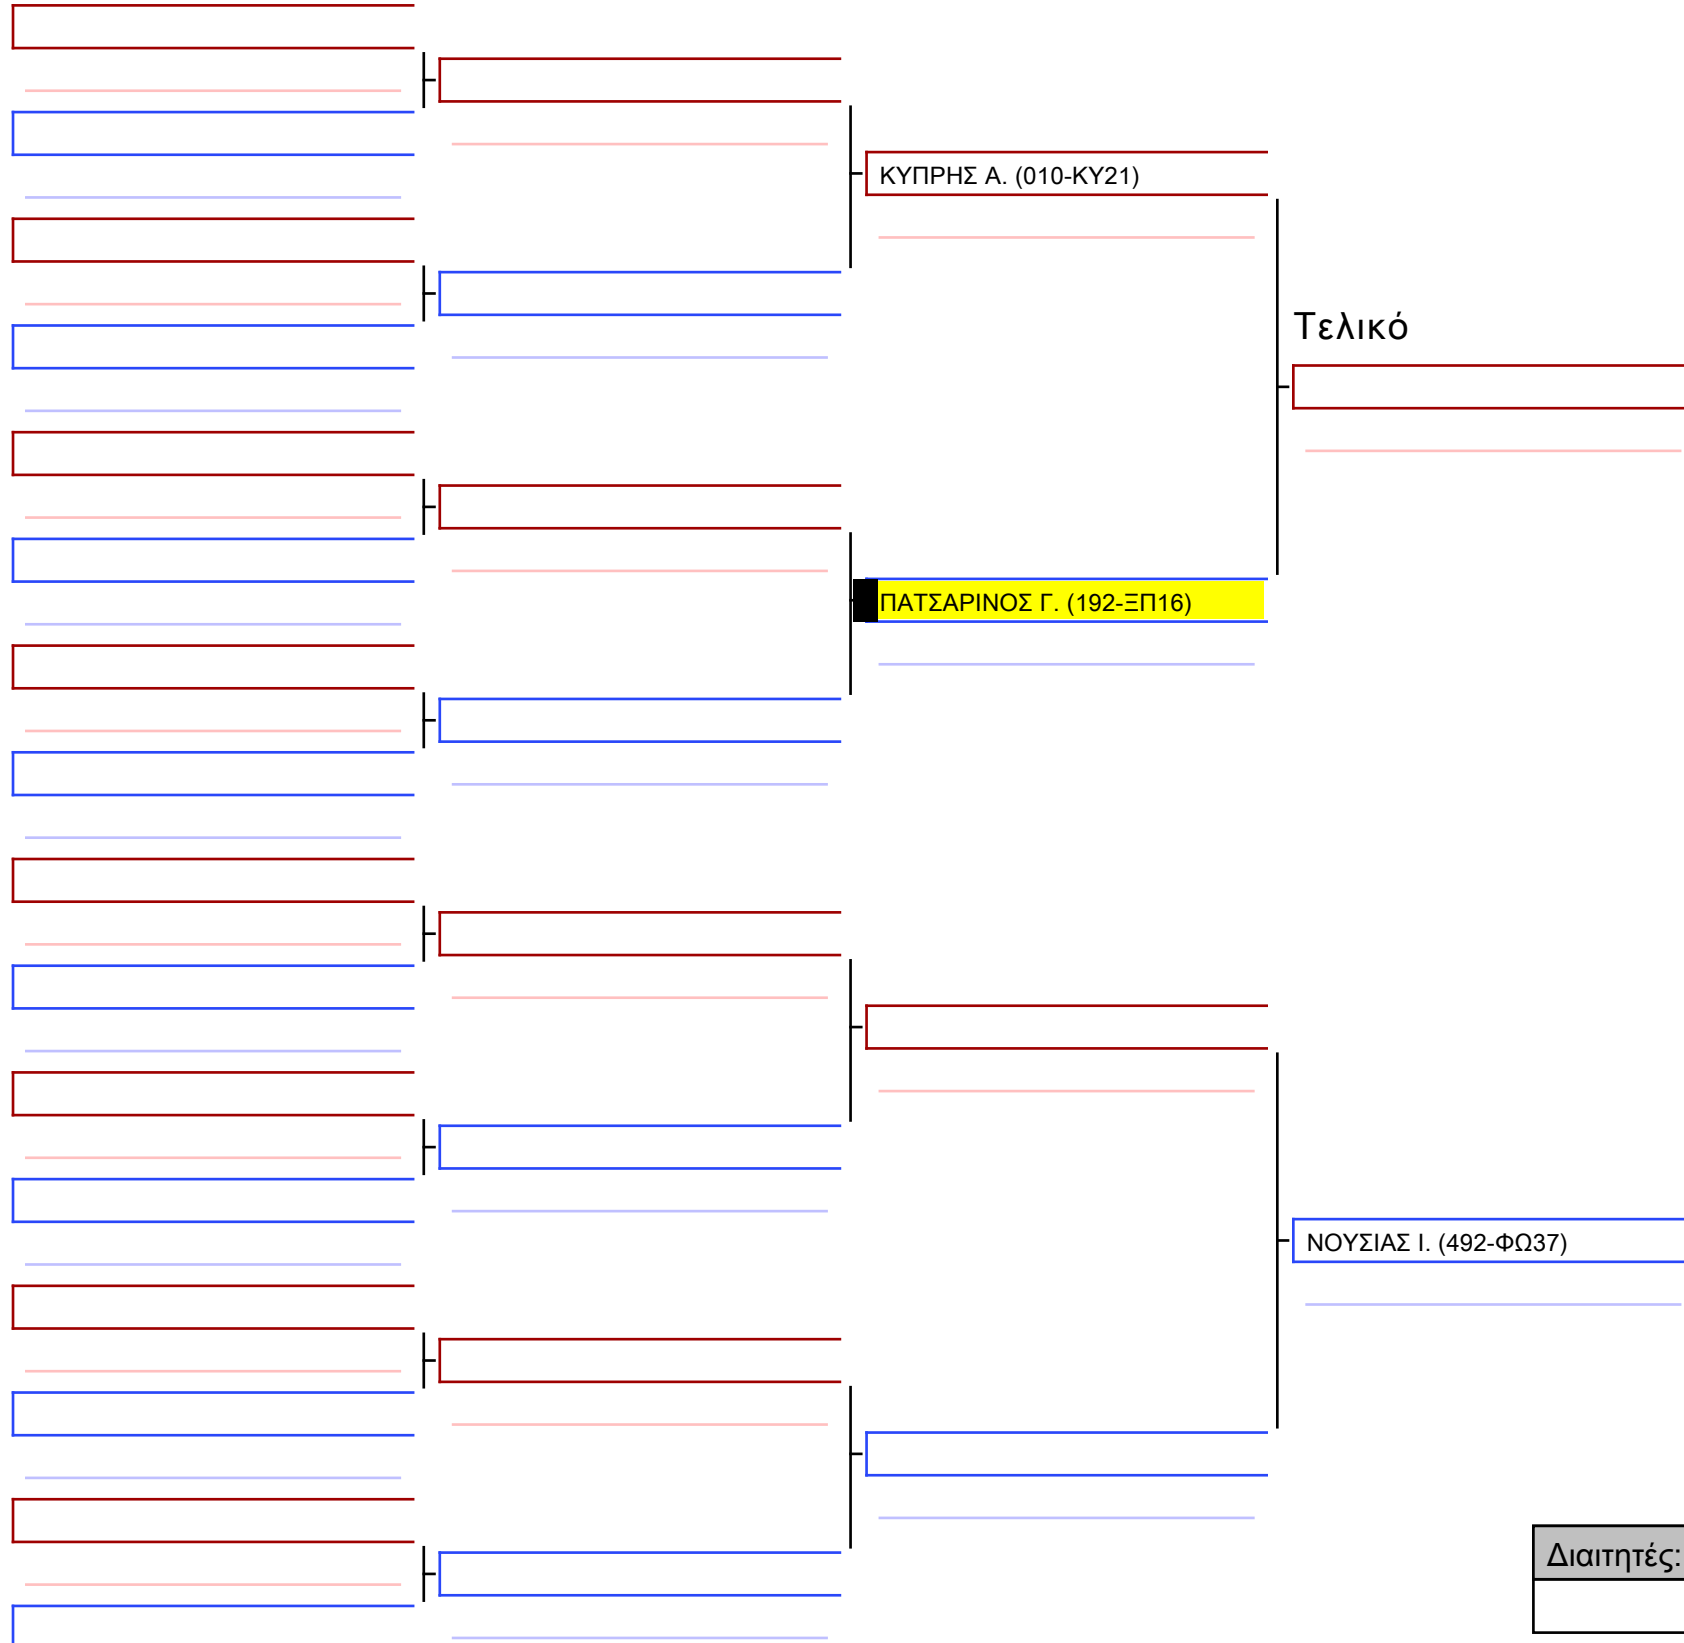 ΚΥΠΡΗΣ Α. (010-ΚΥ21)
Τελικό
ΠΑΤΣΑΡΙΝΟΣ Γ. (192-ΞΠ16)
ΝΟΥΣΙΑΣ Ι. (492-ΦΩ37)
Διαιτητές: